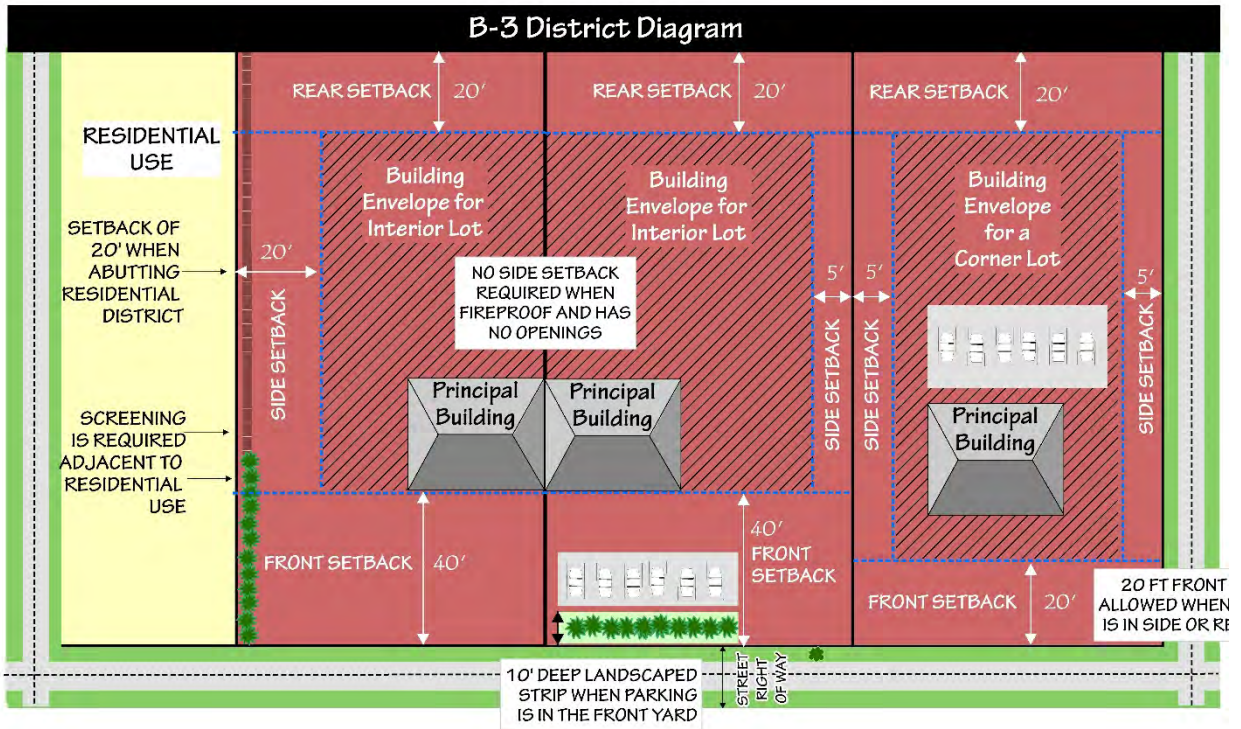 B-3 District Diagram
REAR SETBACK 20'
REAR SETBACK 20'
REAR SETBACK 20'
RESIDENTIAL
USE
Building
Envelope for
Interior Lot
Building
Envelope for
Interior Lot
Building
Envelope
for a
Corner Lot
SETBACK OF
20' WHEN
ABUTTING
RESIDENTIAL
DISTRICT
20'
SIDE SETBACK
NO SIDE SETBACK
REQUIRED WHEN
FIREPROOF AND HAS
NO OPENINGS
5'
SIDE SETBACK
5'
SIDE SETBACK
5'
SIDE SETBACK
Principal
Building
Principal
Building
Principal
Building
SCREENING
IS REQUIRED
ADJACENT TO
RESIDENTIAL
USE
FRONT SETBACK 40'
40'
FRONT
SETBACK
FRONT SETBACK 20'
20 FT FRONT
ALLOWED WHEN
IS IN SIDE OR
10' DEEP LANDSCAPED
STRIP WHEN PARKING
IS IN THE FRONT YARD
STREET
RIGHT
OF WAY